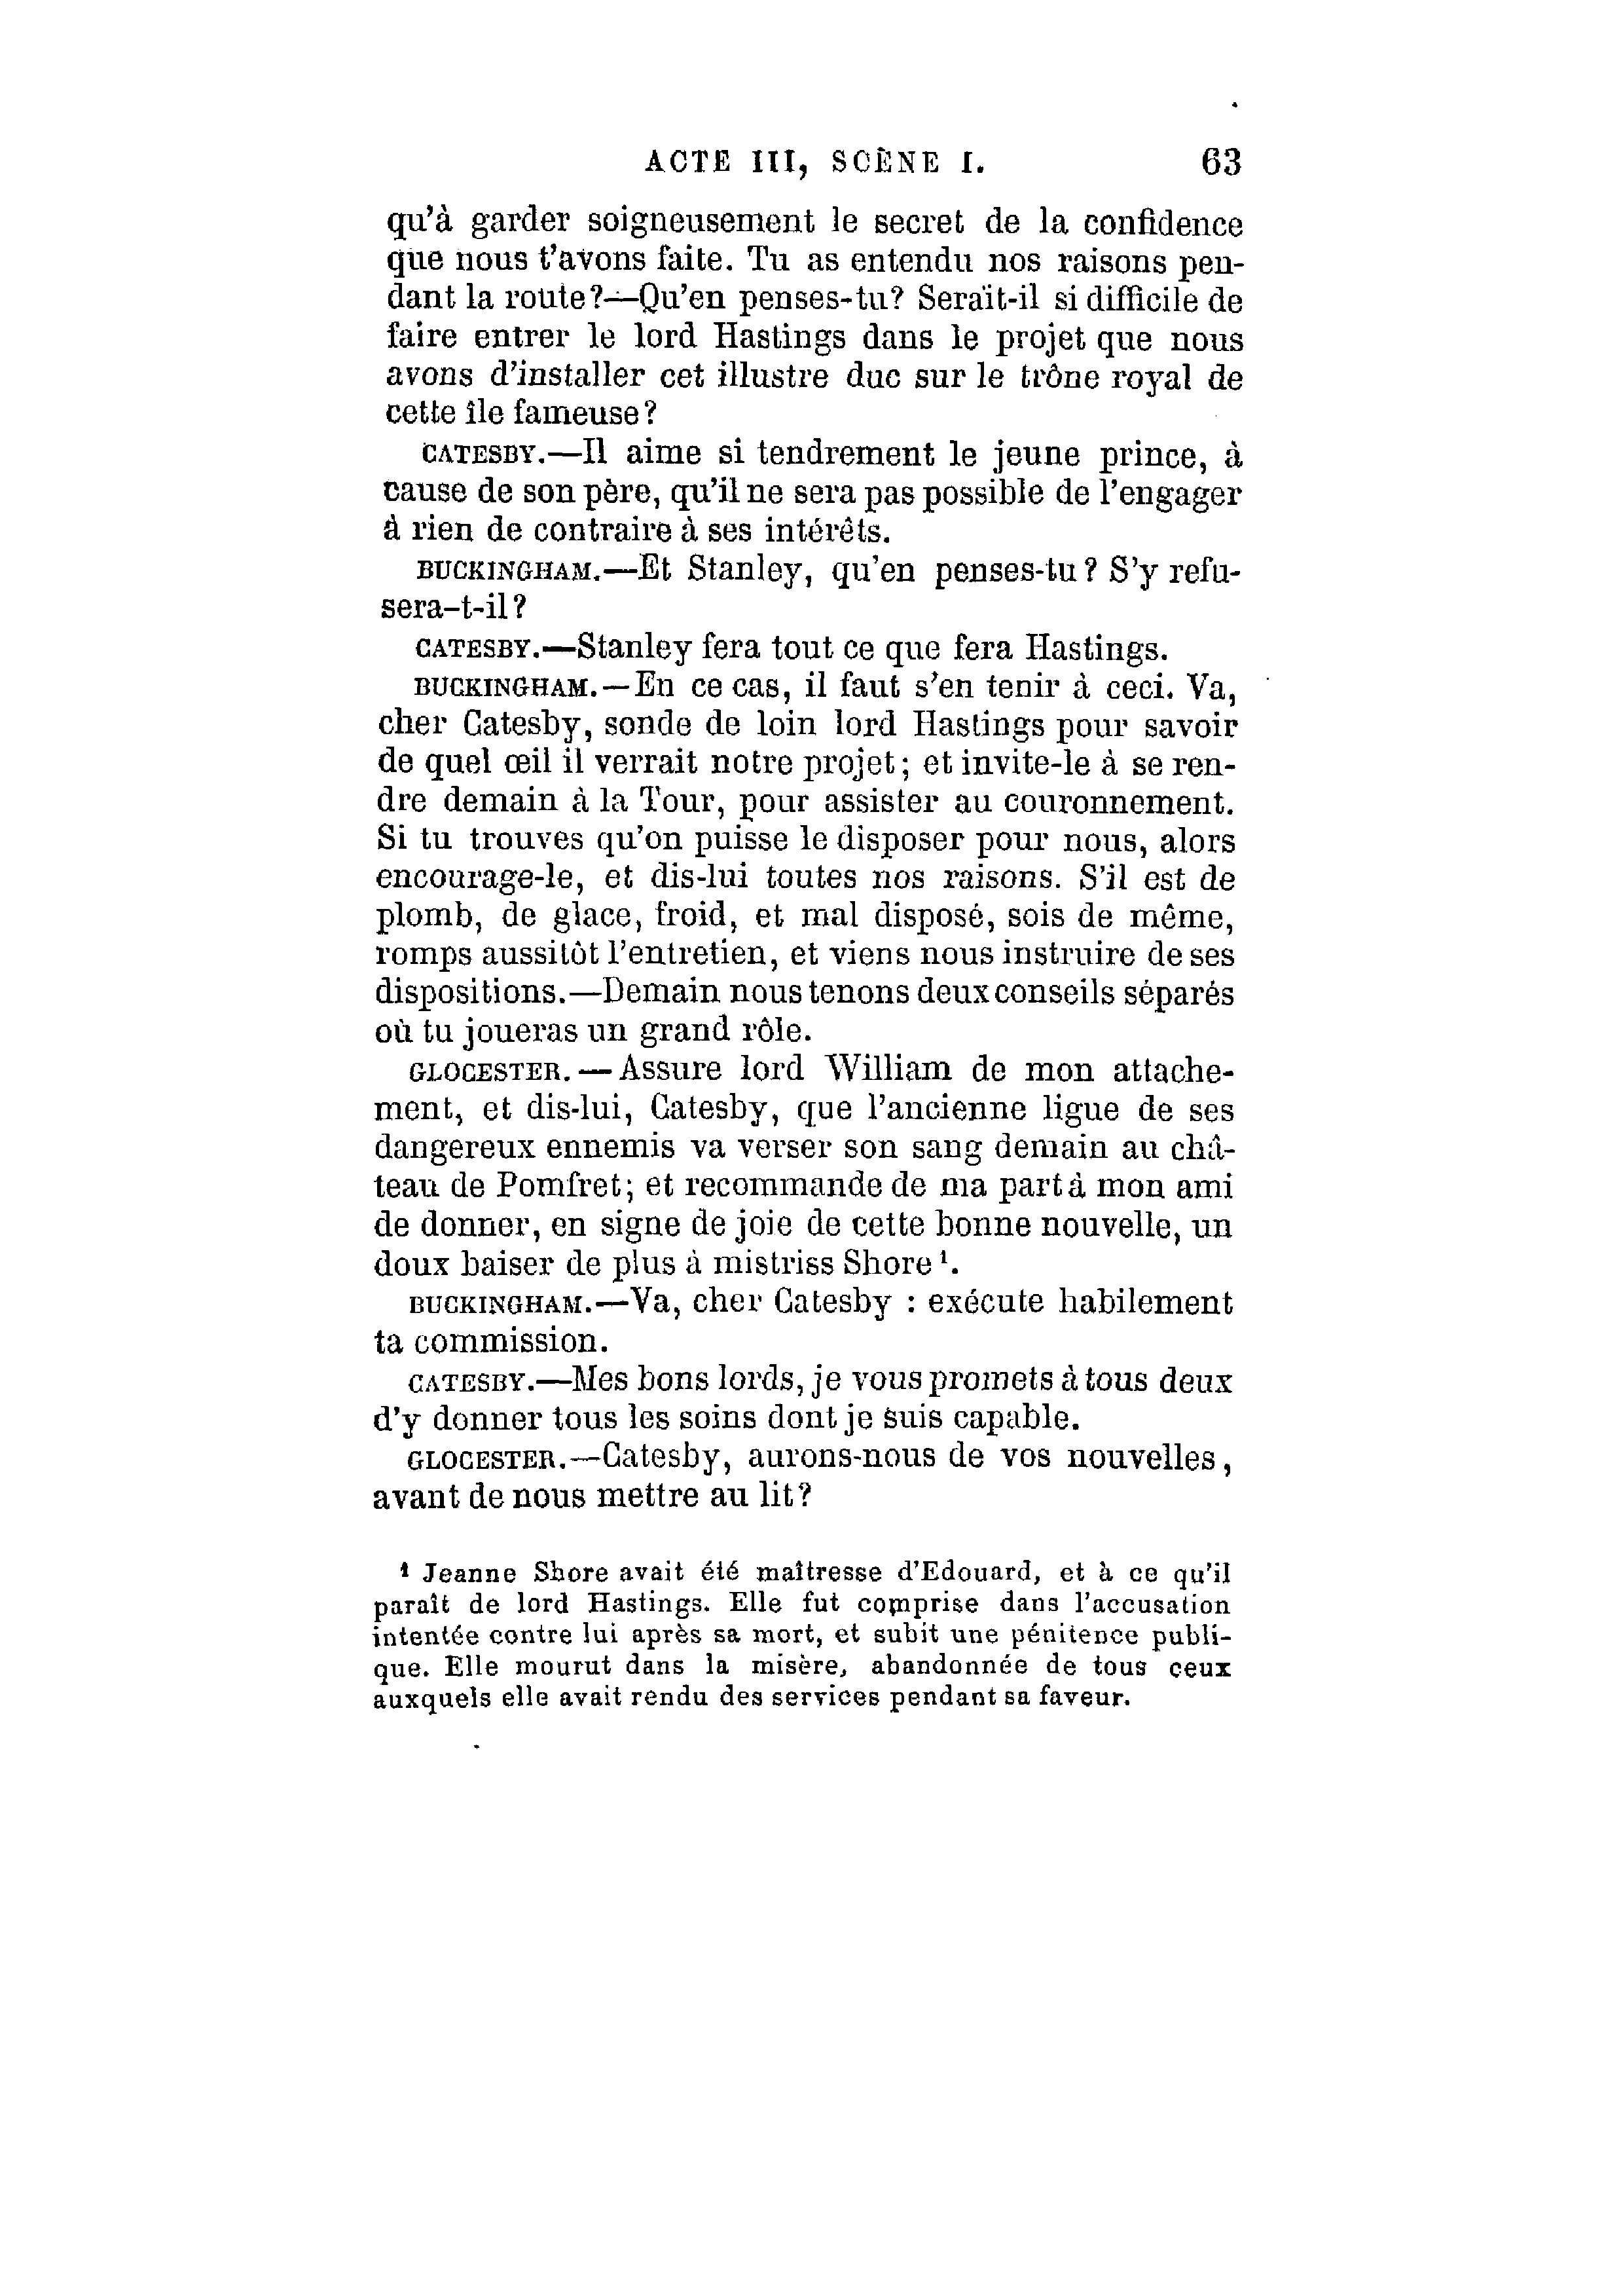 ACTE III, SCÈNE I. 63
qu'à garder soigneusement le secret de la confidence
que nous t'avons faite. Tu as entendu nos raisons pen-
dant la route?—Qu'en penses-tu? Serait-il si difficile de
faire entrer le lord Hastings dans le projet que nous
avons d'installer cet illustre duc sur le trône royal de
cette île fameuse?
CATESBY.—Il aime si tendrement le jeune prince, à
cause de son père, qu'il ne sera pas possible de l'engager
à rien de contraire à ses intérêts.
BUCKINGHAM.—Et Stanley, qu'en penses-tu? S'y refu-
sera-t-il?
CATESBY.—Stanley fera tout ce que fera Hastings.
BUCKINGHAM.—En ce cas, il faut s'en tenir à ceci. Va,
cher Catesby, sonde de loin lord Hastings pour savoir
de quel œil il verrait notre projet; et invite-le à se ren-
dre demain à la Tour, pour assister au couronnement.
Si tu trouves qu'on puisse le disposer pour nous, alors
encourage-le, et dis-lui toutes nos raisons. S'il est de
plomb, de glace, froid, et mal disposé, sois de même,
romps aussitôt l'entretien, et viens nous instruire de ses
dispositions.—Demain nous tenons deux conseils séparés
où tu joueras un grand rôle.
GLOCESTER.—Assure lord William de mon attache-
ment, et dis-lui, Catesby, que l'ancienne ligue de ses
dangereux ennemis va verser son sang demain au châ-
teau de Pomfret; et recommande de ma part à mon ami
de donner, en signe de joie de cette bonne nouvelle, un
doux baiser de plus à mistriss Shore ¹.
BUCKINGHAM.—Va, cher Catesby : exécute habilement
ta commission.
CATESBY.—Mes bons lords, je vous promets à tous deux
d'y donner tous les soins dont je suis capable.
GLOCESTER.—Catesby, aurons-nous de vos nouvelles,
avant de nous mettre au lit?
¹ Jeanne Shore avait été maîtresse d'Edouard, et à ce qu'il
paraît de lord Hastings. Elle fut comprise dans l'accusation
intentée contre lui après sa mort, et subit une pénitence publi-
que. Elle mourut dans la misère, abandonnée de tous ceux
auxquels elle avait rendu des services pendant sa faveur.